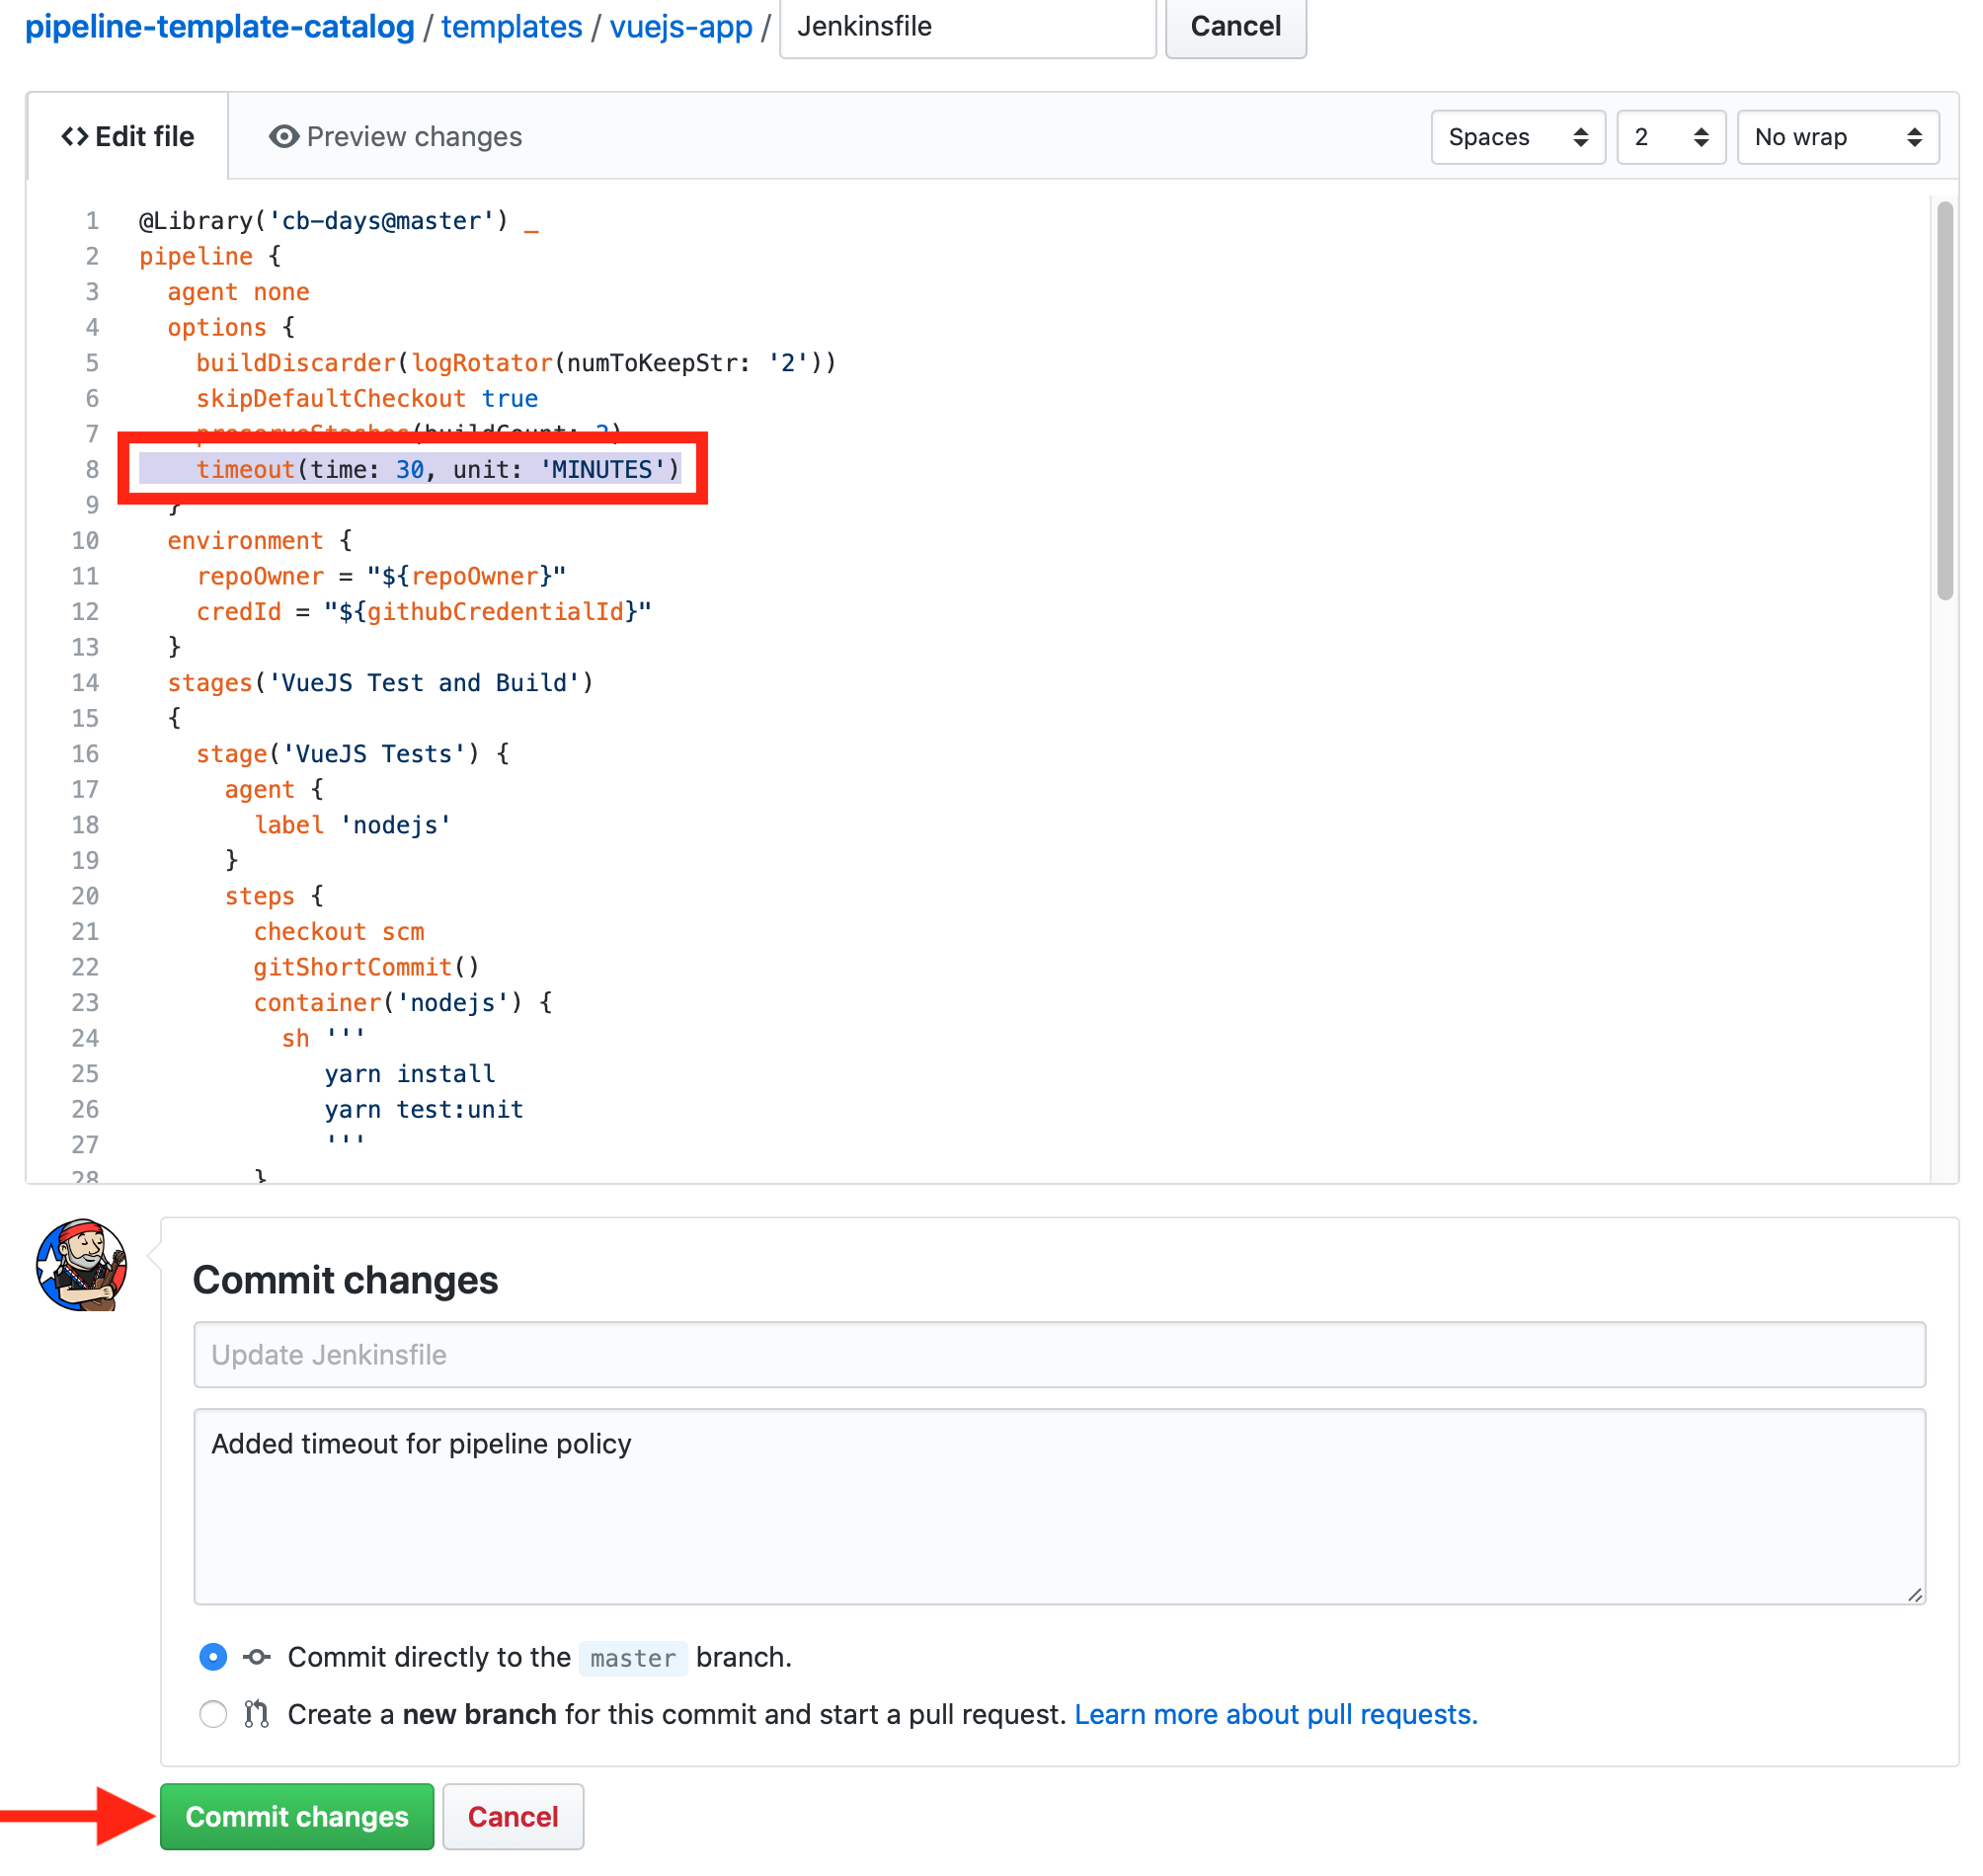 pipeline-template-catalog / templates / vuejs-app / Jenkinsfile Cancel
<> Edit file Preview changes Spaces 2 No wrap
1 @Library('cb-days@master') _
2 pipeline {
3   agent none
4   options {
5     buildDiscarder(logRotator(numToKeepStr: '2'))
6     skipDefaultCheckout true
7     preserveStashes(buildCount: 2)
8     timeout(time: 30, unit: 'MINUTES')
9   }
10   environment {
11     repoOwner = "${repoOwner}"
12     credId = "${githubCredentialId}"
13   }
14   stages('VueJS Test and Build')
15   {
16     stage('VueJS Tests') {
17       agent {
18         label 'nodejs'
19       }
20       steps {
21         checkout scm
22         gitShortCommit()
23         container('nodejs') {
24           sh '''
25              yarn install
26              yarn test:unit
27              '''
28         }
Commit changes
Update Jenkinsfile
Added timeout for pipeline policy
Commit directly to the master branch.
Create a new branch for this commit and start a pull request. Learn more about pull requests.
Commit changes Cancel